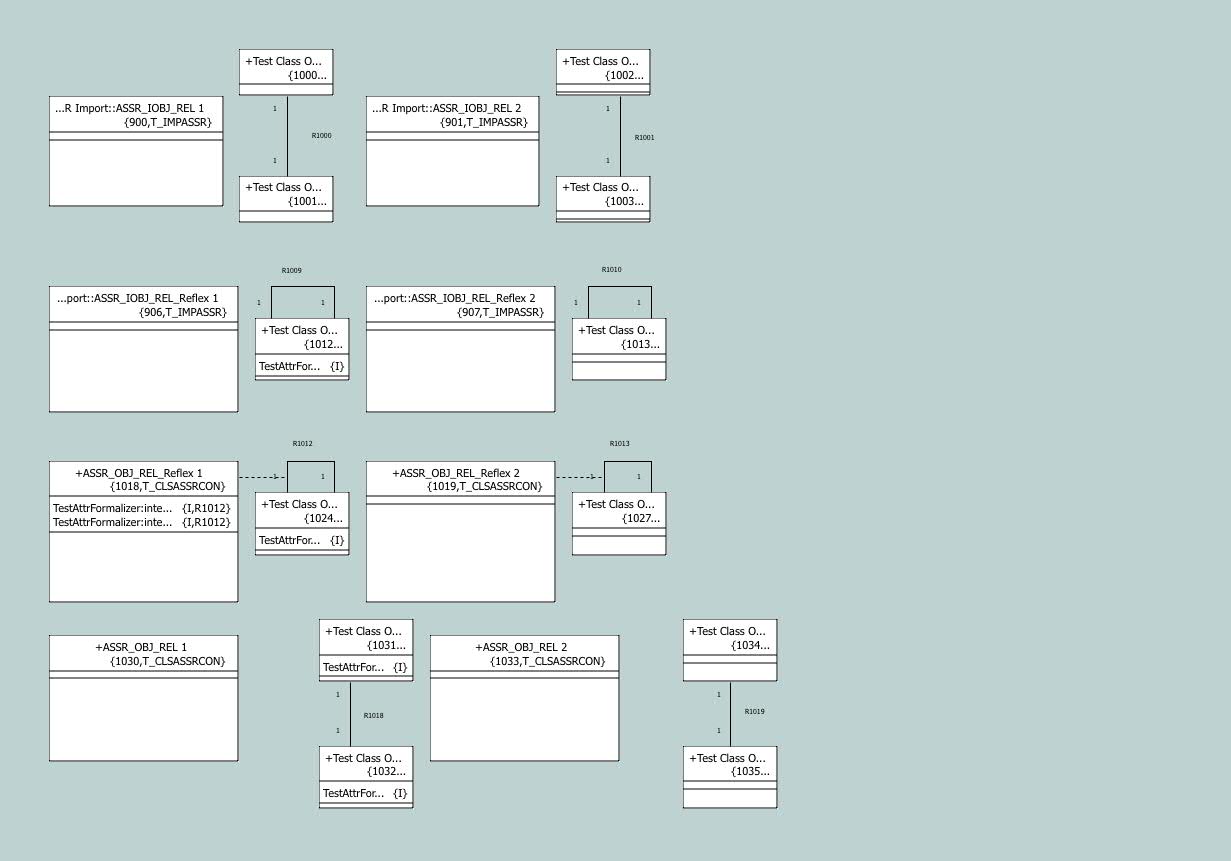 +Test Class O...
{1000...
+Test Class O...
{1002...
...R Import::ASSR_IOBJ_REL 1
{900,T_IMPASSR}
1
R1000
1
...R Import::ASSR_IOBJ_REL 2
{901,T_IMPASSR}
1
R1001
1
+Test Class O...
{1001...
+Test Class O...
{1003...
R1009
R1010
...port::ASSR_IOBJ_REL_Reflex 1
{906,T_IMPASSR}
1
1
...port::ASSR_IOBJ_REL_Reflex 2
{907,T_IMPASSR}
1
1
+Test Class O...
{1012...
TestAttrFor... {I}
+Test Class O...
{1013...
R1012
R1013
+ASSR_OBJ_REL_Reflex 1
{1018,T_CLSASSRCON}
TestAttrFormalizer:inte... {I,R1012}
TestAttrFormalizer:inte... {I,R1012}
1
1
+Test Class O...
{1024...
TestAttrFor... {I}
+ASSR_OBJ_REL_Reflex 2
{1019,T_CLSASSRCON}
1
1
+Test Class O...
{1027...
+ASSR_OBJ_REL 1
{1030,T_CLSASSRCON}
+Test Class O...
{1031...
TestAttrFor... {I}
1
R1018
1
+Test Class O...
{1032...
TestAttrFor... {I}
+ASSR_OBJ_REL 2
{1033,T_CLSASSRCON}
+Test Class O...
{1034...
1
R1019
1
+Test Class O...
{1035...